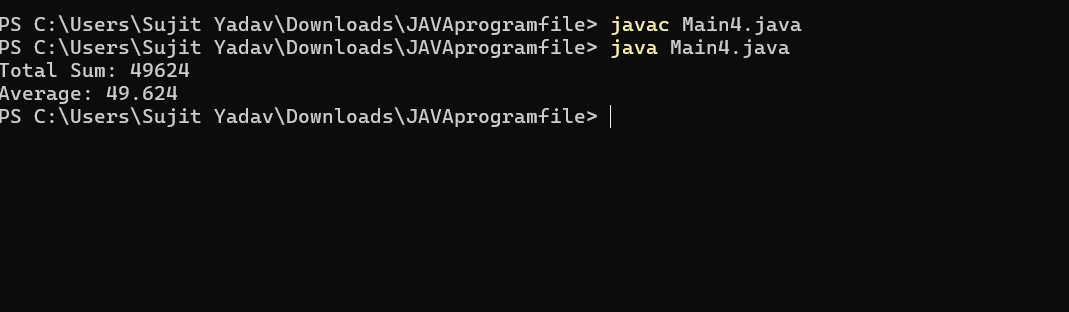 PS C:\Users\Sujit Yadav\Downloads\JAVAprogramfile> javac Main4.java
PS C:\Users\Sujit Yadav\Downloads\JAVAprogramfile> java Main4.java
Total Sum: 49624
Average: 49.624
PS C:\Users\Sujit Yadav\Downloads\JAVAprogramfile>